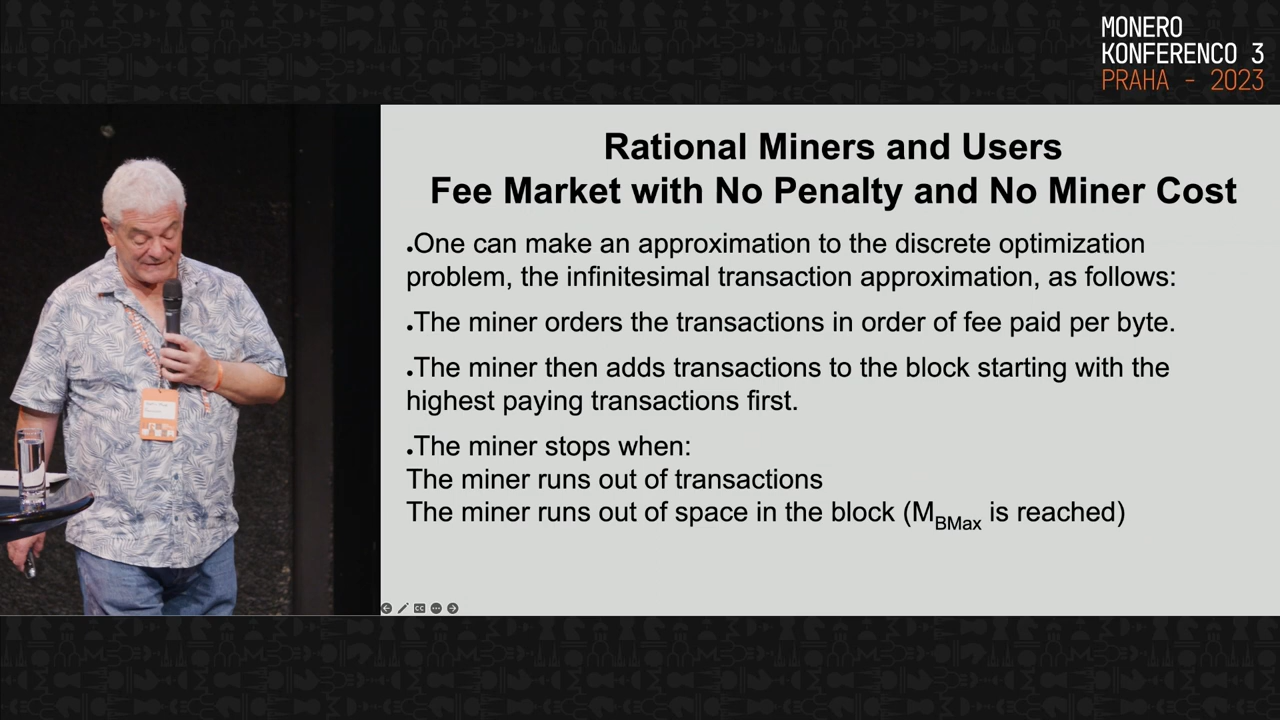 MONERO
KONFERENCO 3
PRAHA - 2023
Rational Miners and Users
Fee Market with No Penalty and No Miner Cost
•One can make an approximation to the discrete optimization
problem, the infinitesimal transaction approximation, as follows:
•The miner orders the transactions in order of fee paid per byte.
•The miner then adds transactions to the block starting with the
highest paying transactions first.
•The miner stops when:
The miner runs out of transactions
The miner runs out of space in the block (MBMax is reached)